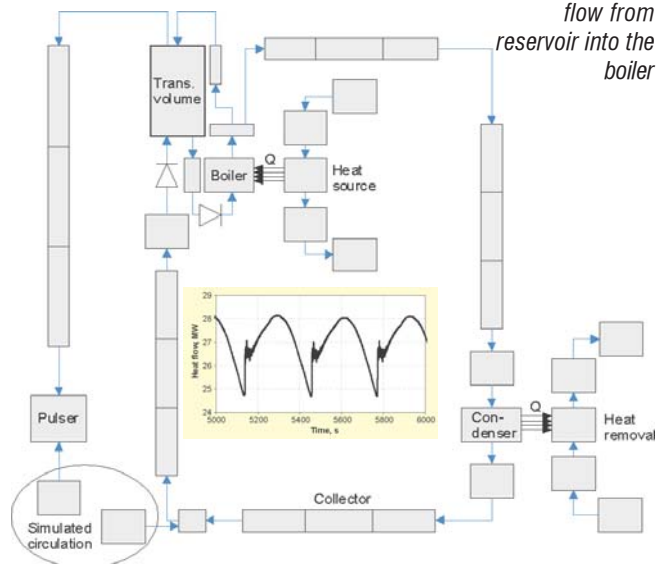 flow from
reservoir into the
boiler
Trans.
volume
Boiler
Q
Heat
source
29
28
27
26
25
24
Heat flow, MW
5000
5200
5400
5600
5800
6000
Time, s
Pulser
Con-
denser
Q
Heat
removal
Collector
Simulated
circulation